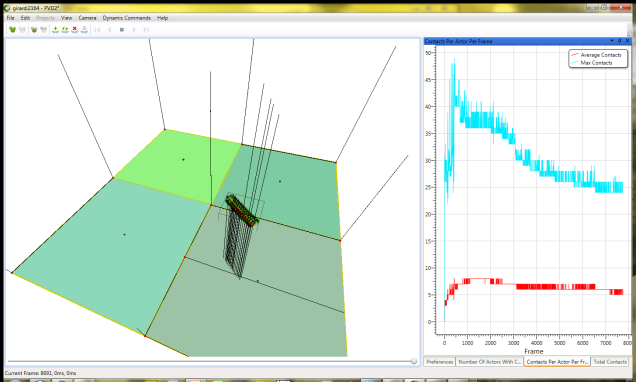 girardi2164 - PVD2*
File Edit Projects View Camera Dynamic Commands Help
Contacts Per Actor Per Frame
Average Contacts
Max Contacts
50
45
40
35
30
25
20
15
10
5
0
0 1000 2000 3000 4000 5000 6000 7000 8000
Frame
Preferences Number Of Actors With C... Contacts Per Actor Per Fr... Total Contacts
Current Frame: 8691, 0ms, 0ns